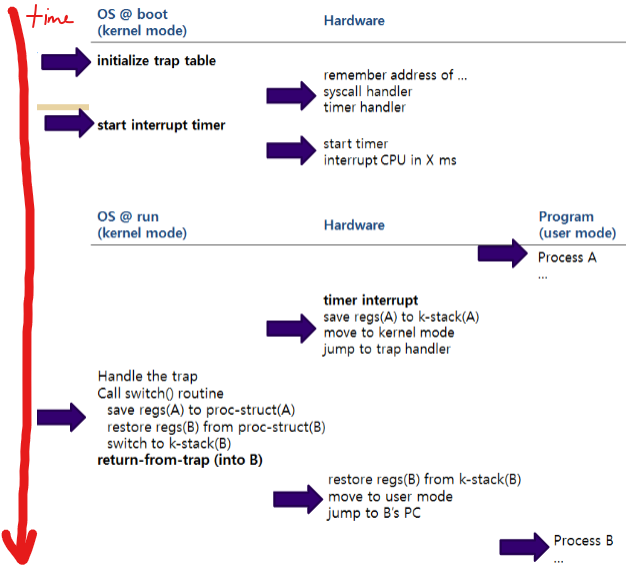 time
OS @ boot
(kernel mode)
Hardware
initialize trap table
remember address of ...
syscall handler
timer handler
start interrupt timer
start timer
interrupt CPU in X ms
OS @ run
(kernel mode)
Hardware
Program
(user mode)
Process A
...
timer interrupt
save regs(A) to k-stack(A)
move to kernel mode
jump to trap handler
Handle the trap
Call switch() routine
save regs(A) to proc-struct(A)
restore regs(B) from proc-struct(B)
switch to k-stack(B)
return-from-trap (into B)
restore regs(B) from k-stack(B)
move to user mode
jump to B's PC
Process B
...